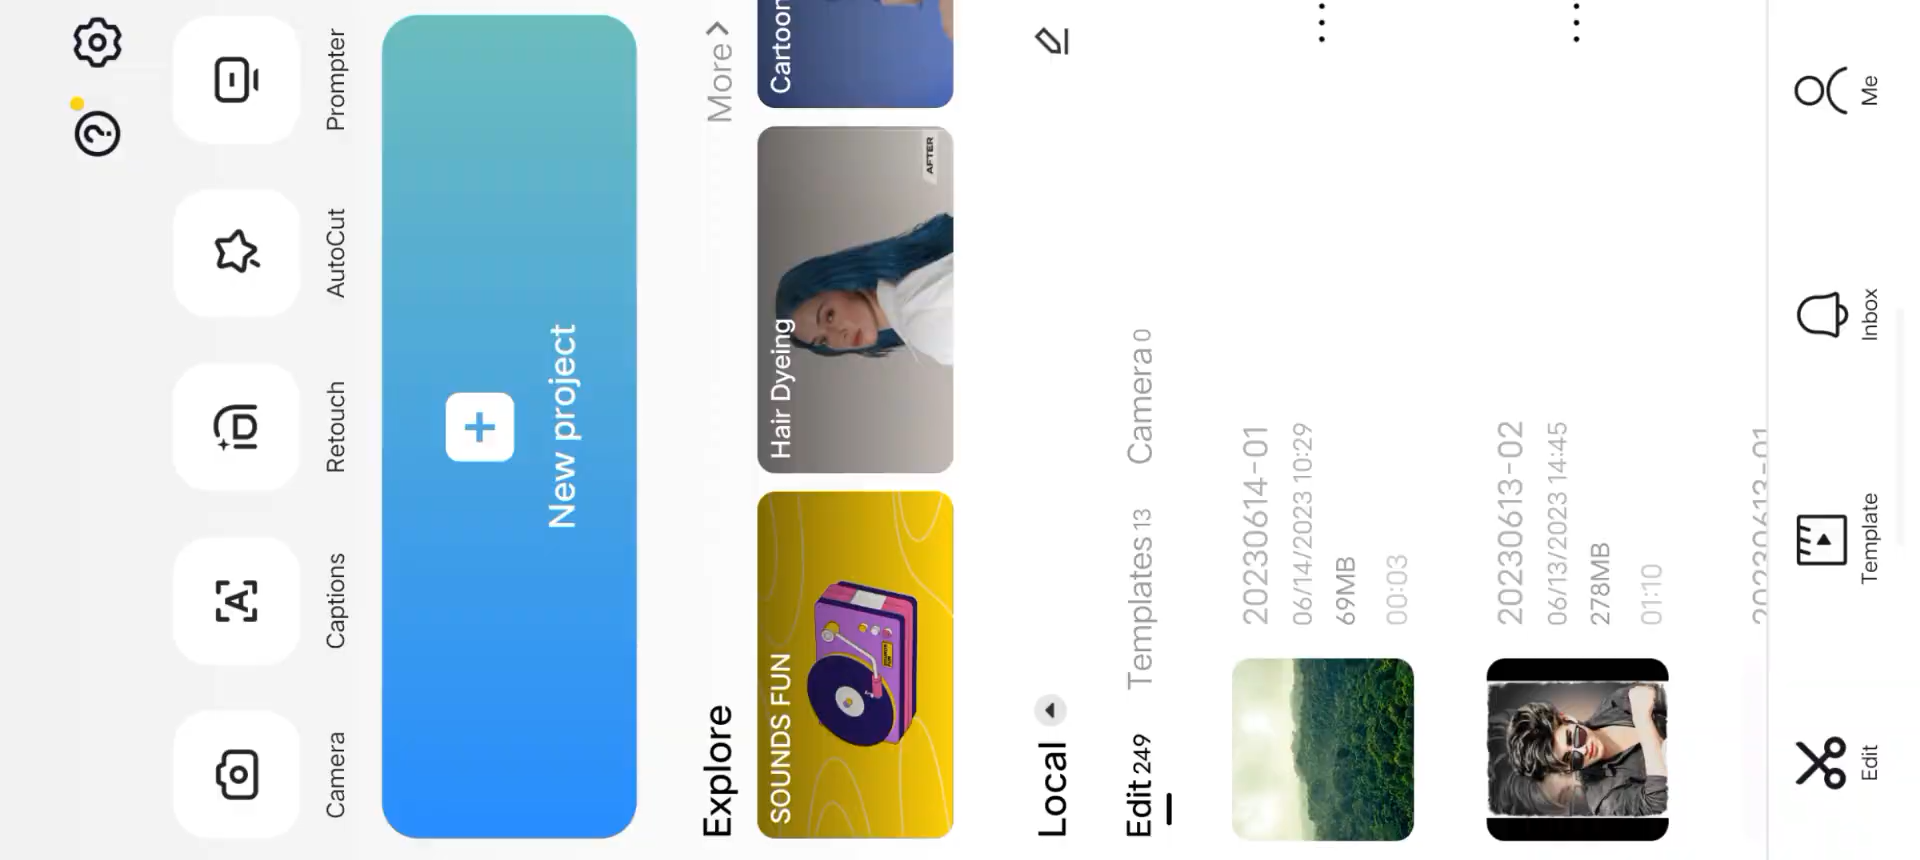 Camera
Captions
Retouch
AutoCut
Prompter
New project
Explore
More
SOUNDS FUN
Hair Dyeing
AFTER
Cartoon
Local
Edit 249
Templates 13
Camera 0
20230614-01
06/14/2023 10:29
69MB
00:03
20230613-02
06/13/2023 14:45
278MB
01:10
20230613-01
Edit
Template
Inbox
Me